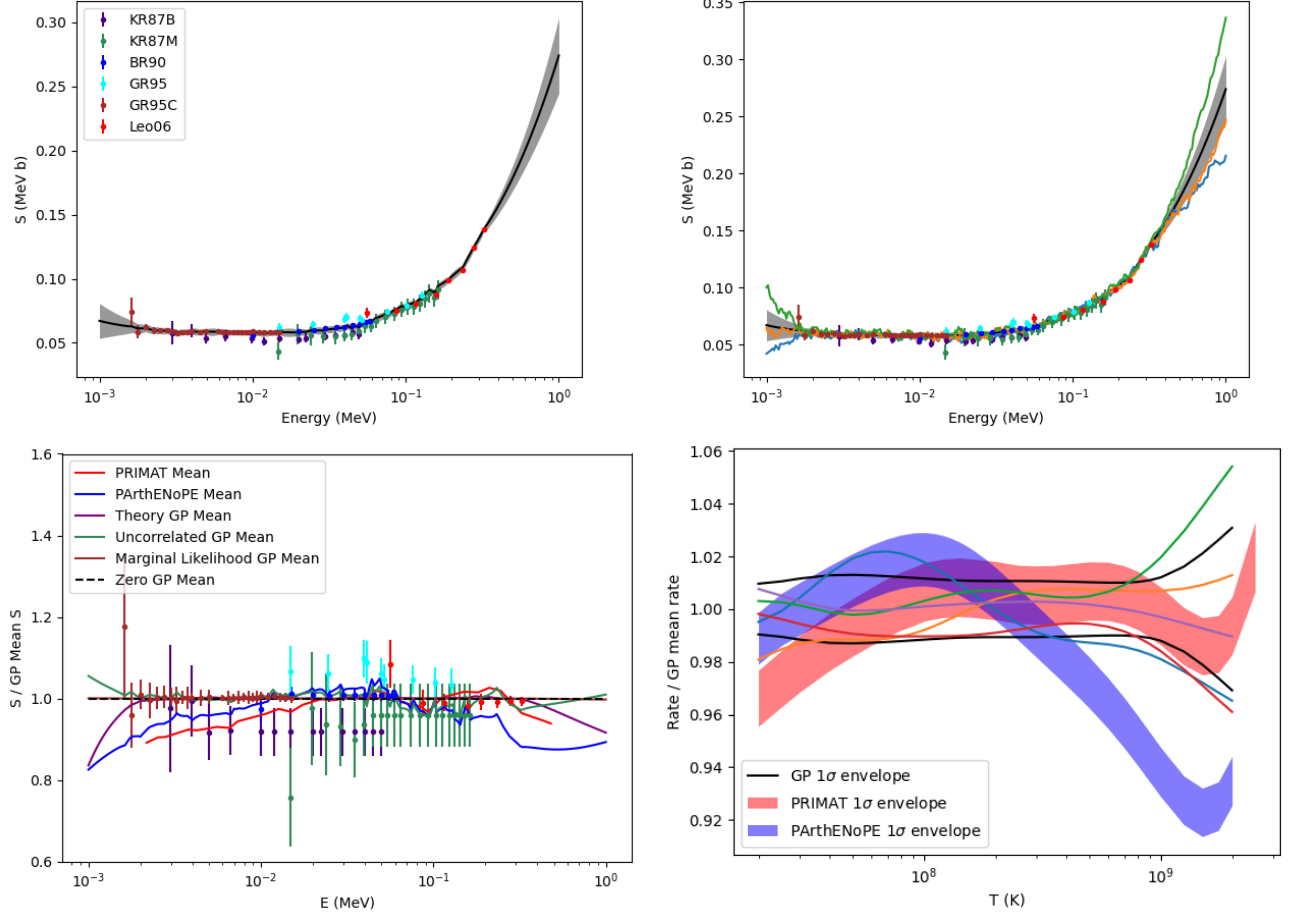 0.30
0.25
0.20
0.15
0.10
0.05
S (MeV b)
KR87B
KR87M
BR90
GR95
GR95C
Leo06
10⁻³
10⁻²
10⁻¹
10⁰
Energy (MeV)
0.35
0.30
0.25
0.20
0.15
0.10
0.05
S (MeV b)
10⁻³
10⁻²
10⁻¹
10⁰
Energy (MeV)
1.6
1.4
1.2
1.0
0.8
0.6
S / GP Mean S
PRIMAT Mean
PArthENoPE Mean
Theory GP Mean
Uncorrelated GP Mean
Marginal Likelihood GP Mean
Zero GP Mean
10⁻³
10⁻²
10⁻¹
10⁰
E (MeV)
1.06
1.04
1.02
1.00
0.98
0.96
0.94
0.92
Rate / GP mean rate
GP 1σ envelope
PRIMAT 1σ envelope
PArthENoPE 1σ envelope
10⁸
10⁹
T (K)